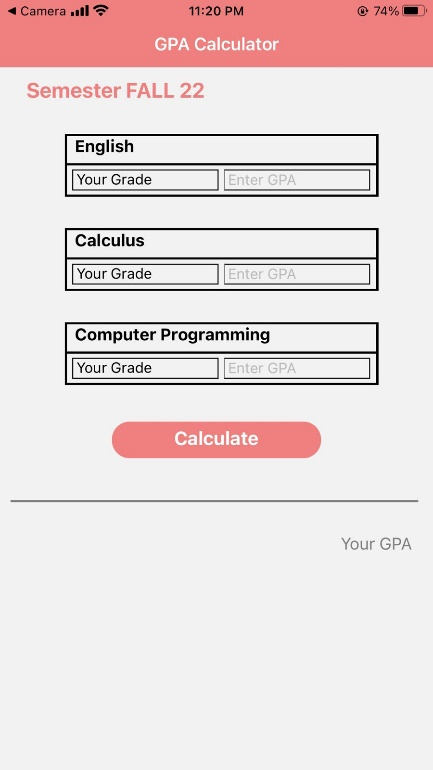 Camera 11:20 PM 74%
GPA Calculator
Semester FALL 22
English
Your Grade Enter GPA
Calculus
Your Grade Enter GPA
Computer Programming
Your Grade Enter GPA
Calculate
Your GPA